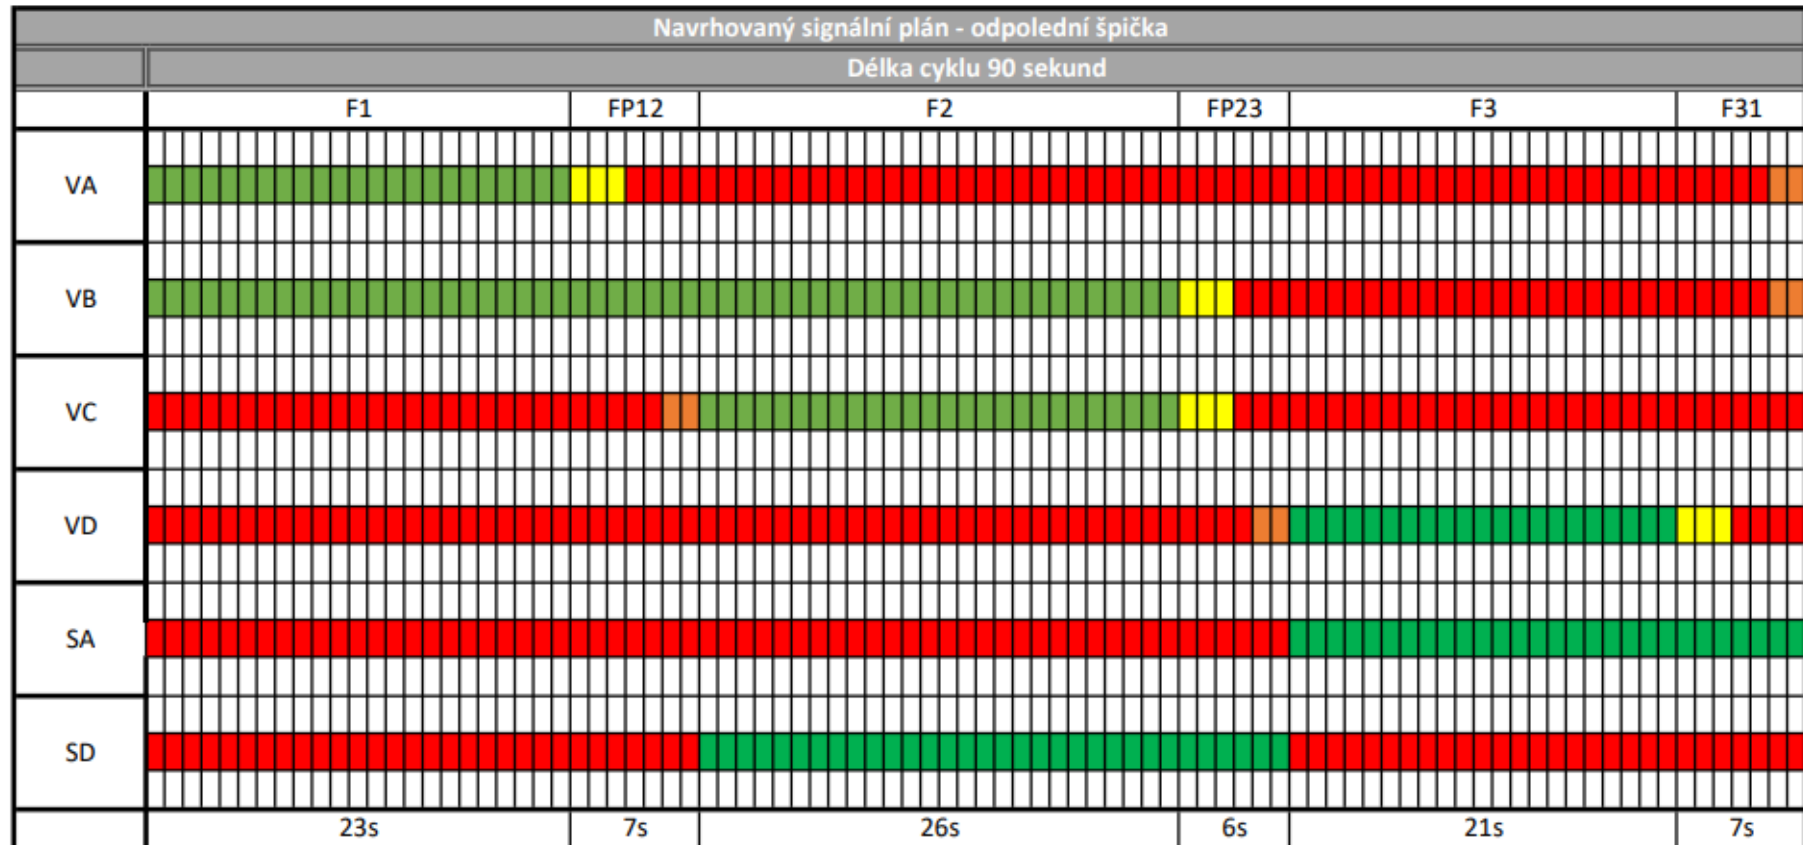 Navrhovaný signální plán - odpolední špička
Délka cyklu 90 sekund
F1 FP12 F2 FP23 F3 F31
VA
VB
VC
VD
SA
SD
23s 7s 26s 6s 21s 7s